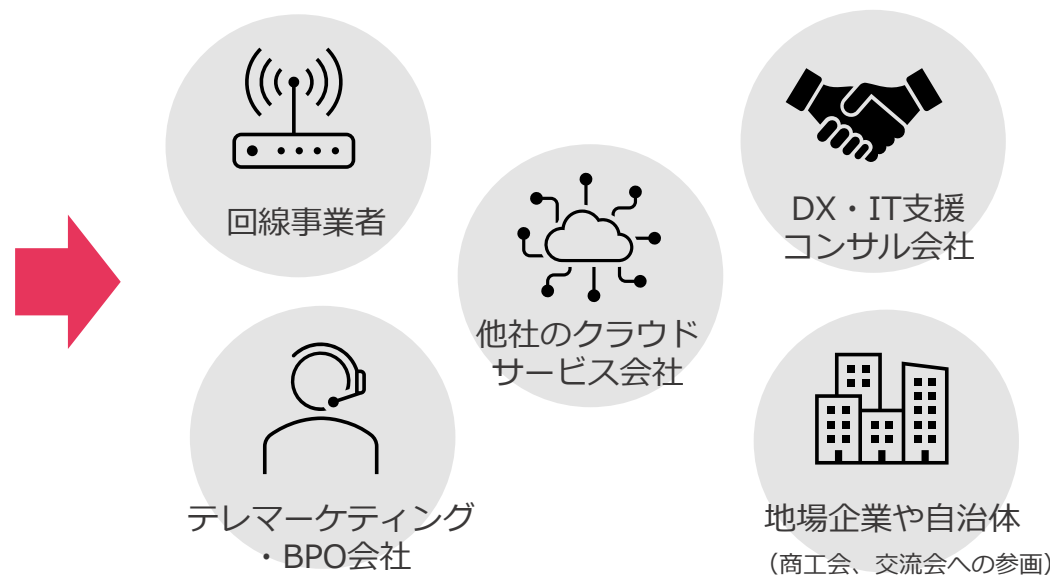 回線事業者
DX・IT支援
コンサル会社
他社のクラウド
サービス会社
テレマーケティング
・BPO会社
地場企業や自治体
（商工会、交流会への参画）